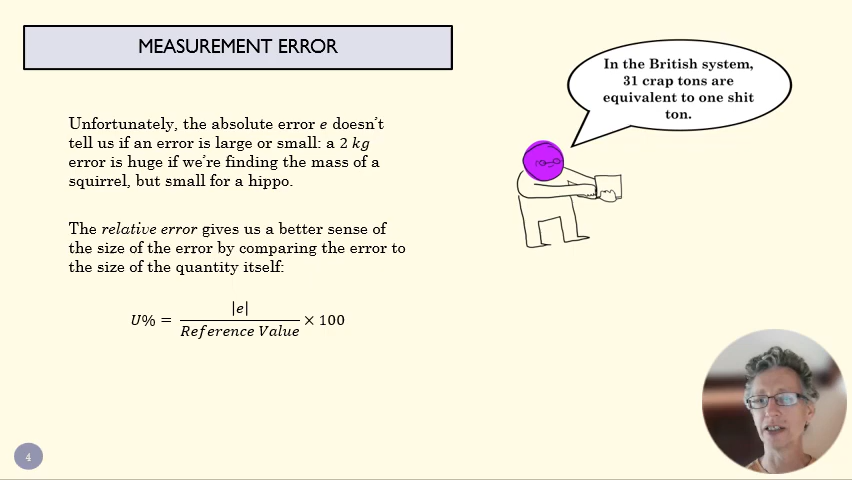 MEASUREMENT ERROR
In the British system,
31 crap tons are
equivalent to one shit
ton.
Unfortunately, the absolute error e doesn't
tell us if an error is large or small: a 2 kg
error is huge if we're finding the mass of a
squirrel, but small for a hippo.
The relative error gives us a better sense of
the size of the error by comparing the error to
the size of the quantity itself:
U% = |e| / Reference Value × 100
4